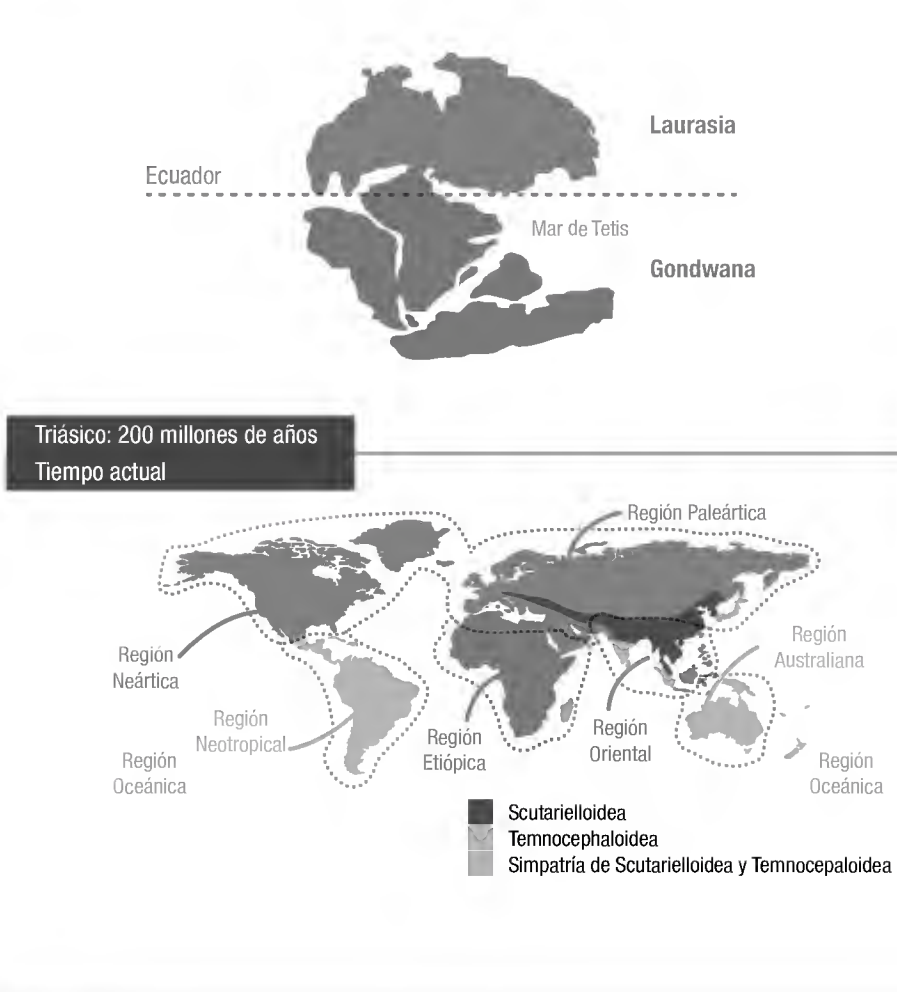 Laurasia
Ecuador
Mar de Tetis
Gondwana
Triásico: 200 millones de años
Tiempo actual
Región Paleártica
Región
Neártica
Región
Australiana
Región
Neotropical
Región
Etiópica
Región
Oriental
Región
Oceánica
Región
Oceánica
Scutarielloidea
Temnocephaloidea
Simpatría de Scutarielloidea y Temnocepaloidea